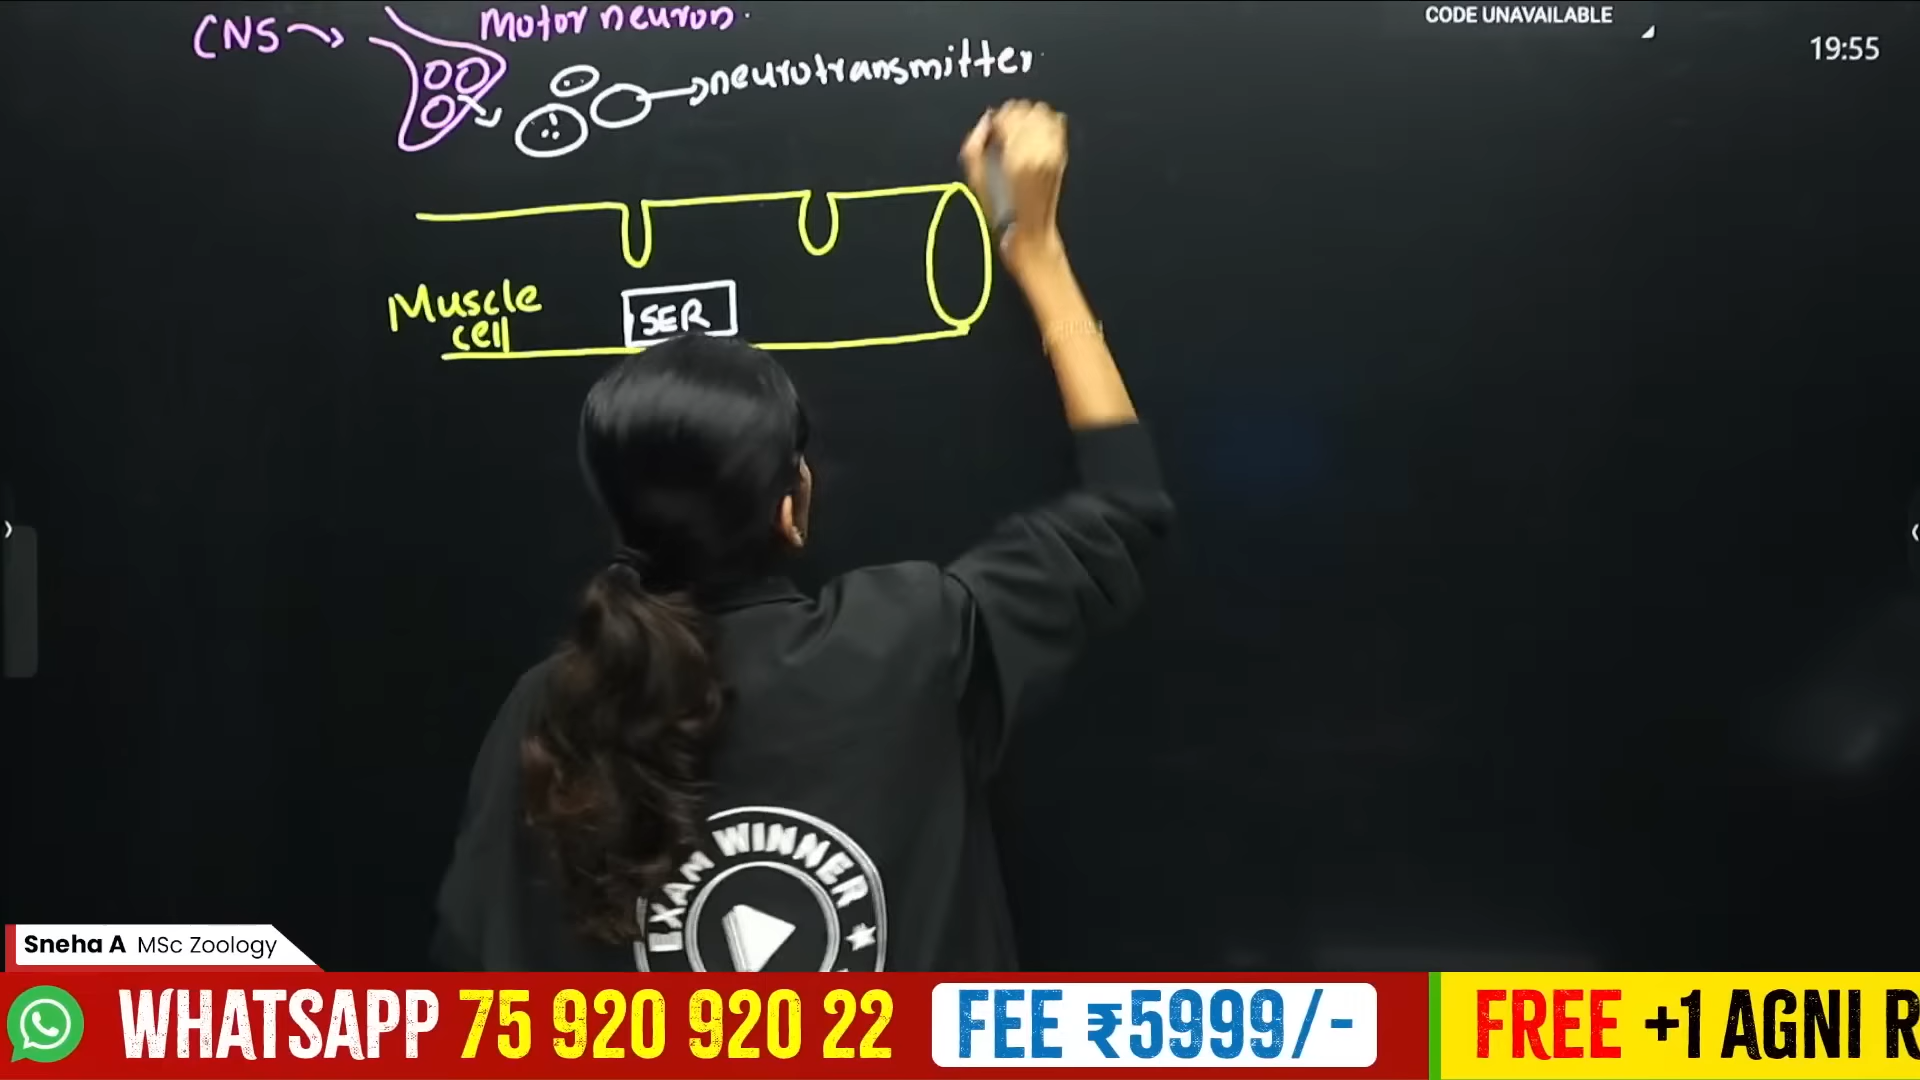 CODE UNAVAILABLE
19:55
CNS
Motor neuron
neurotransmitter
Muscle
cell
SER
EXAM WINNER
Sneha A MSc Zoology
WHATSAPP 75 920 920 22 FEE ₹5999/- FREE +1 AGNI R